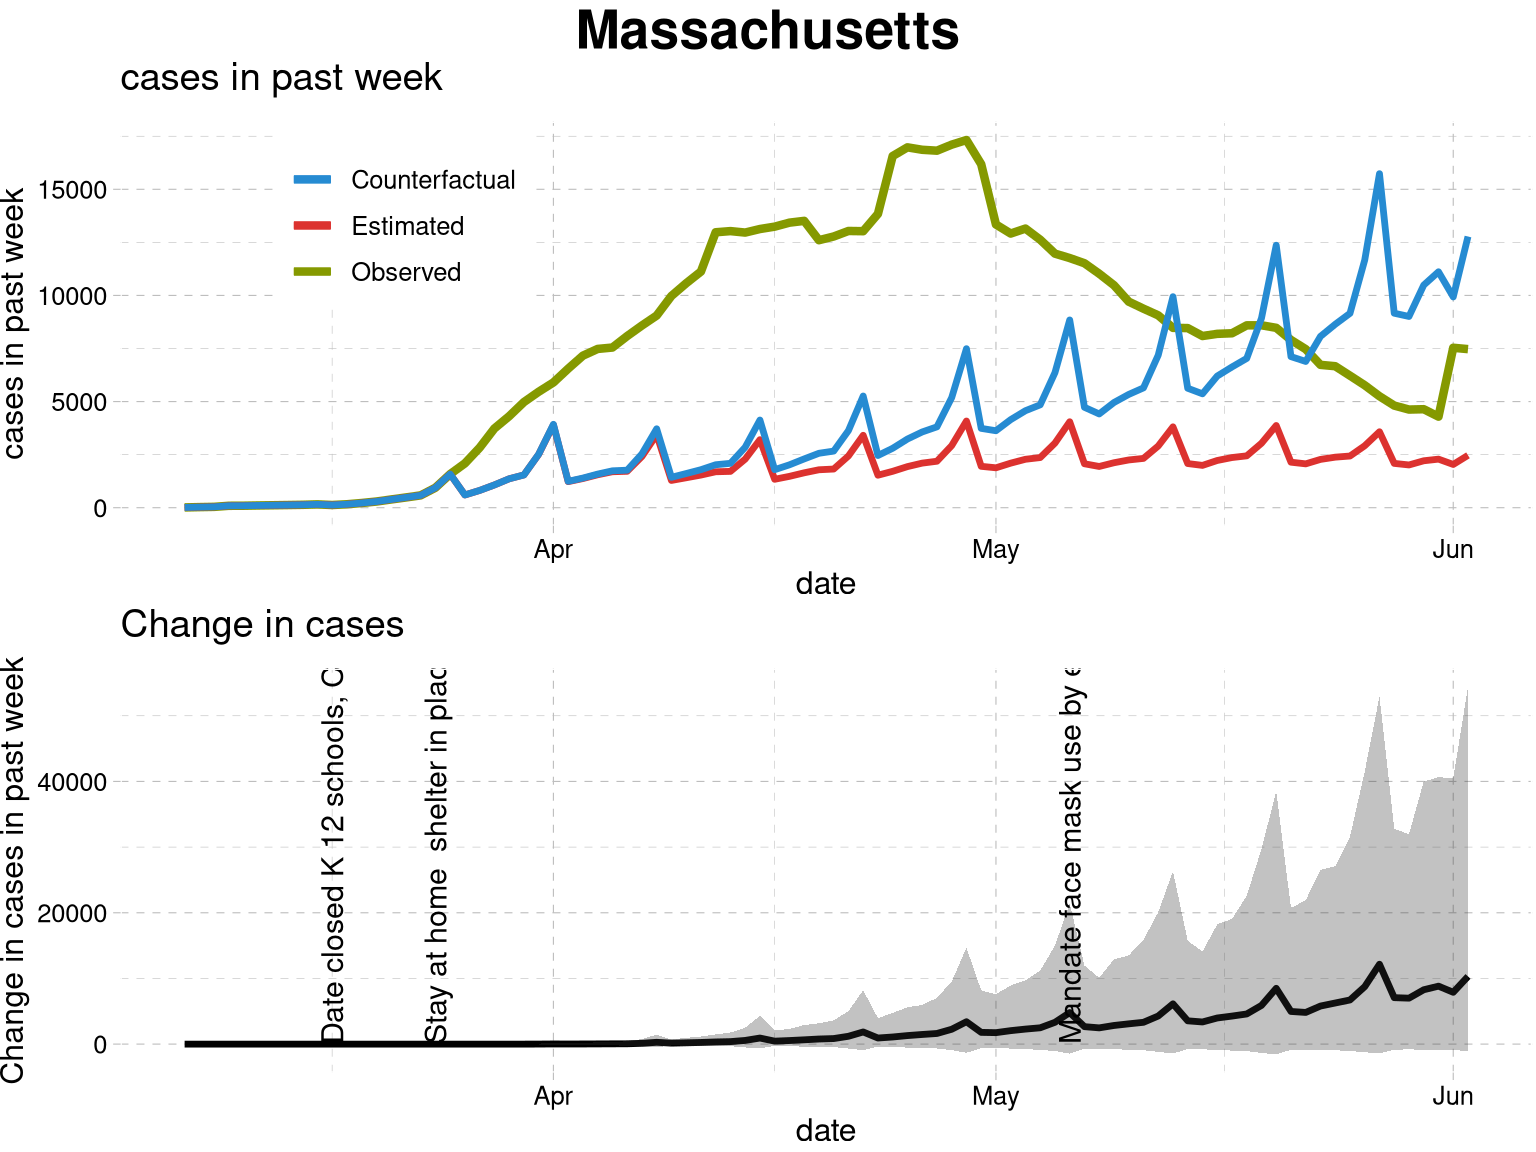 Massachusetts
cases in past week
cases in past week
15000
10000
5000
0
Counterfactual
Estimated
Observed
Apr
May
Jun
date
Change in cases
Change in cases in past week
40000
20000
0
Date closed K 12 schools, C
Stay at home  shelter in plac
Mandate face mask use by e
Apr
May
Jun
date